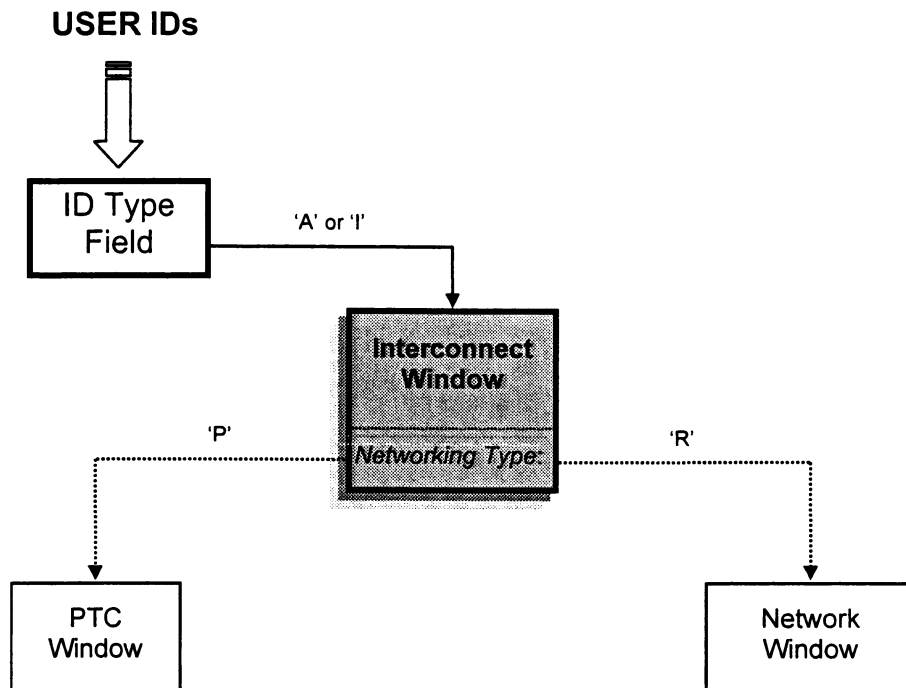 USER IDs
ID Type
Field
‘A’ or ‘I’
Interconnect
Window
Networking Type:
‘P’
‘R’
PTC
Window
Network
Window